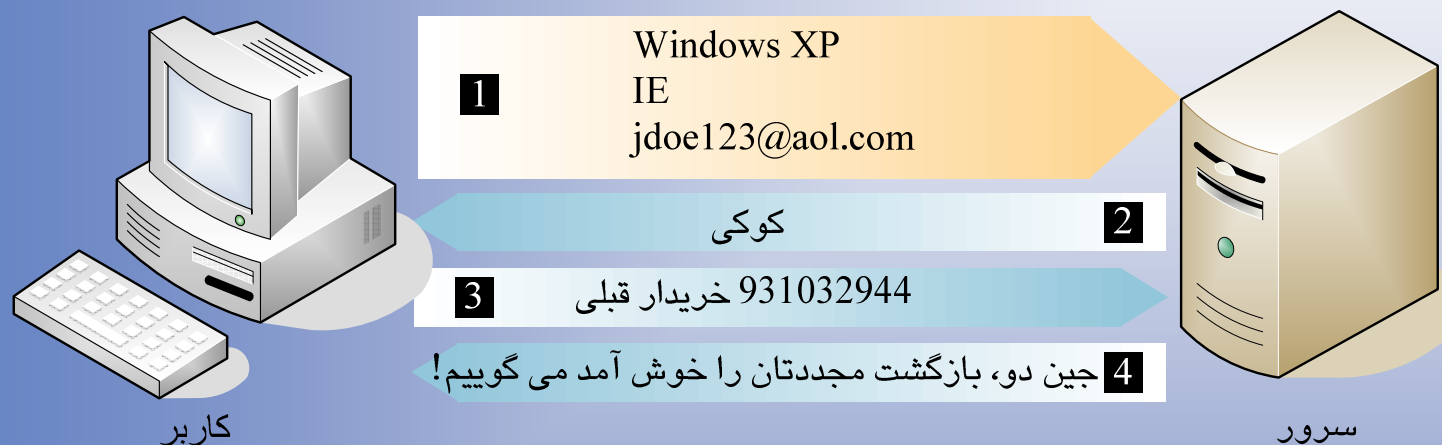 1
Windows XP
IE
jdoe123@aol.com
2
کوکی
3
931032944 خریدار قبلی
4
جین دو، بازگشت مجددتان را خوش آمد می گوییم!
کاربر
سرور